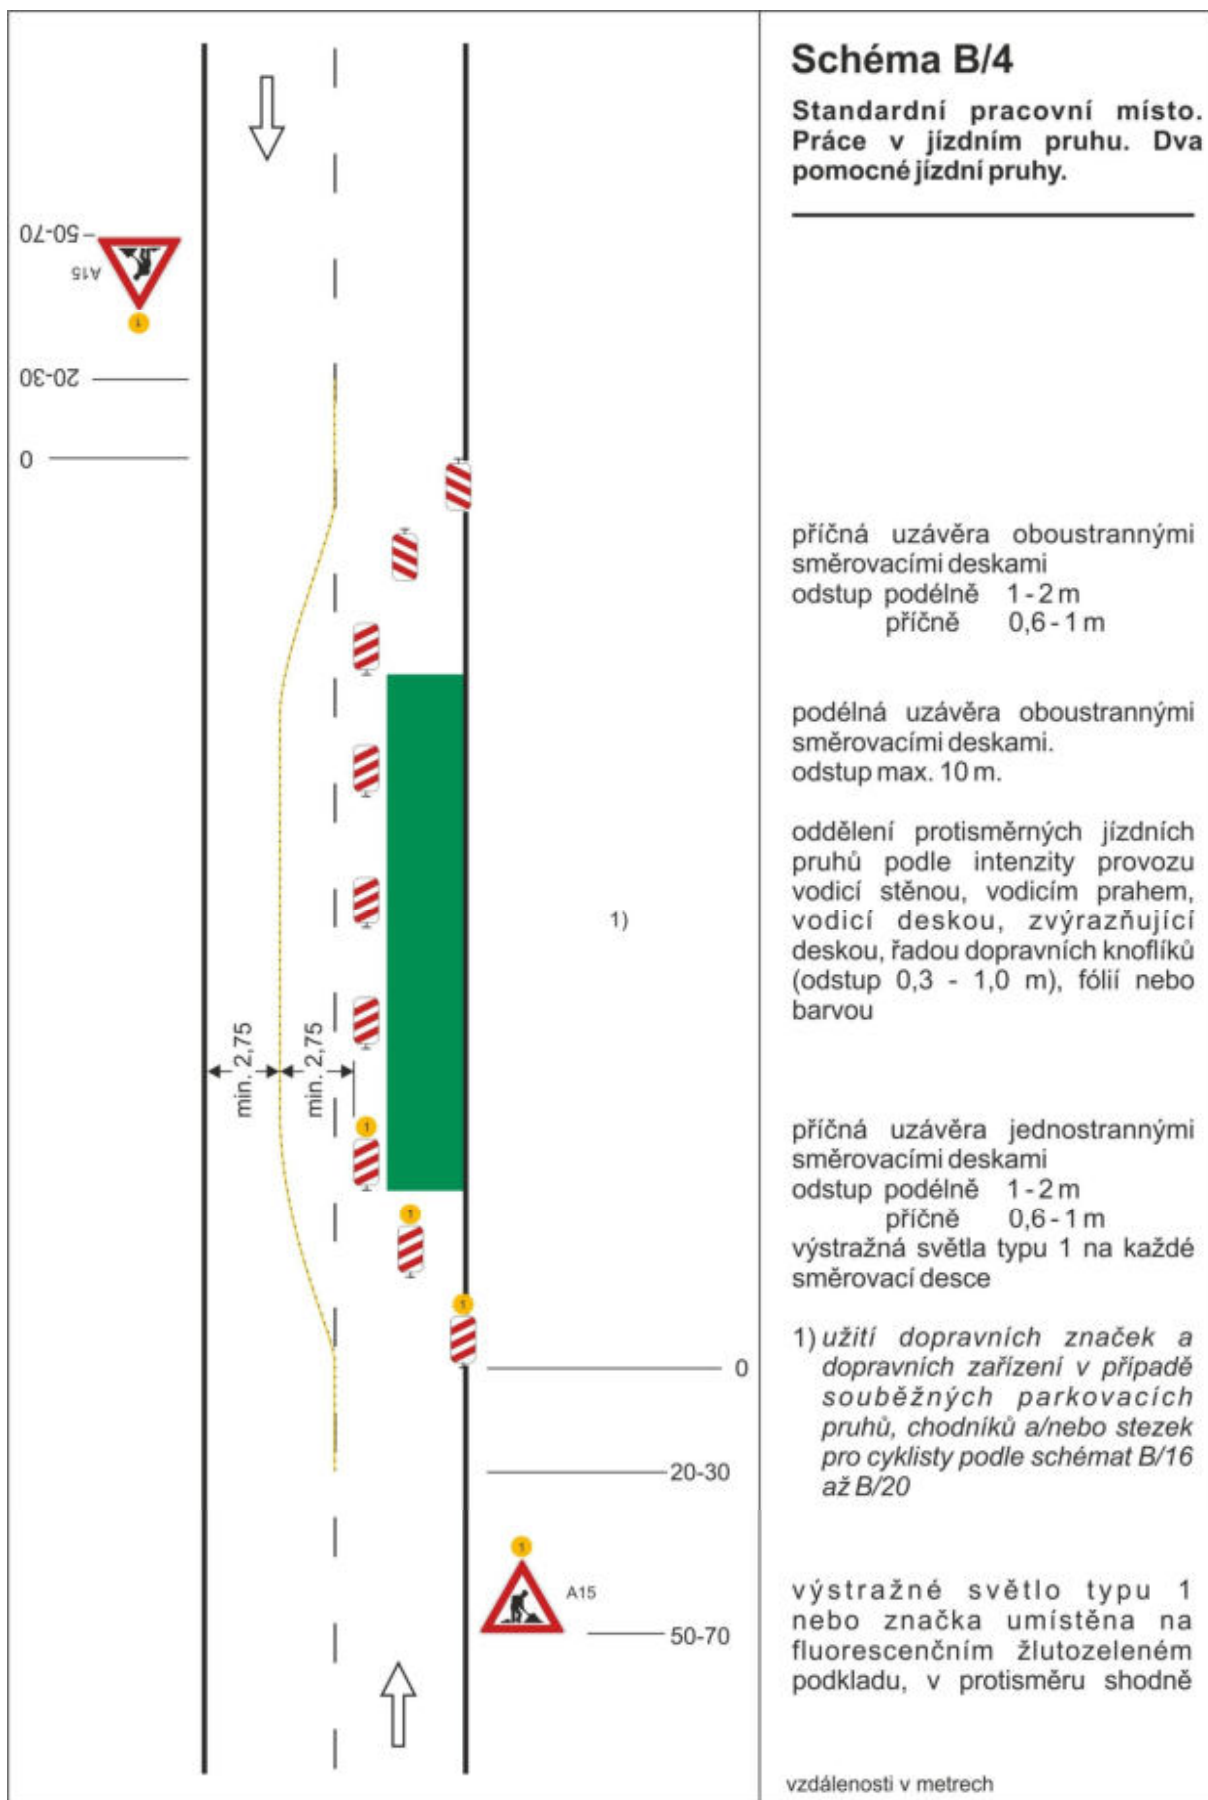 Schéma B/4
Standardní pracovní místo.
Práce v jízdním pruhu. Dva
pomocné jízdní pruhy.
50-70
A15
1
20-30
0
příčná uzávěra oboustrannými
směrovacími deskami
odstup podélně 1 - 2 m
příčně 0,6 - 1 m
podélná uzávěra oboustrannými
směrovacími deskami.
odstup max. 10 m.
oddělení protisměrných jízdních
pruhů podle intenzity provozu
vodicí stěnou, vodicím prahem,
vodicí deskou, zvýrazňující
deskou, řadou dopravních knoflíků
(odstup 0,3 - 1,0 m), fólií nebo
barvou
1)
min. 2,75
min. 2,75
1
1
1
příčná uzávěra jednostrannými
směrovacími deskami
odstup podélně 1 - 2 m
příčně 0,6 - 1 m
výstražná světla typu 1 na každé
směrovací desce
1) užití dopravních značek a
dopravních zařízení v případě
souběžných parkovacích
pruhů, chodníků a/nebo stezek
pro cyklisty podle schémat B/16
až B/20
0
20-30
1
A15
50-70
výstražné světlo typu 1
nebo značka umístěna na
fluorescenčním žlutozeleném
podkladu, v protisměru shodně
vzdálenosti v metrech